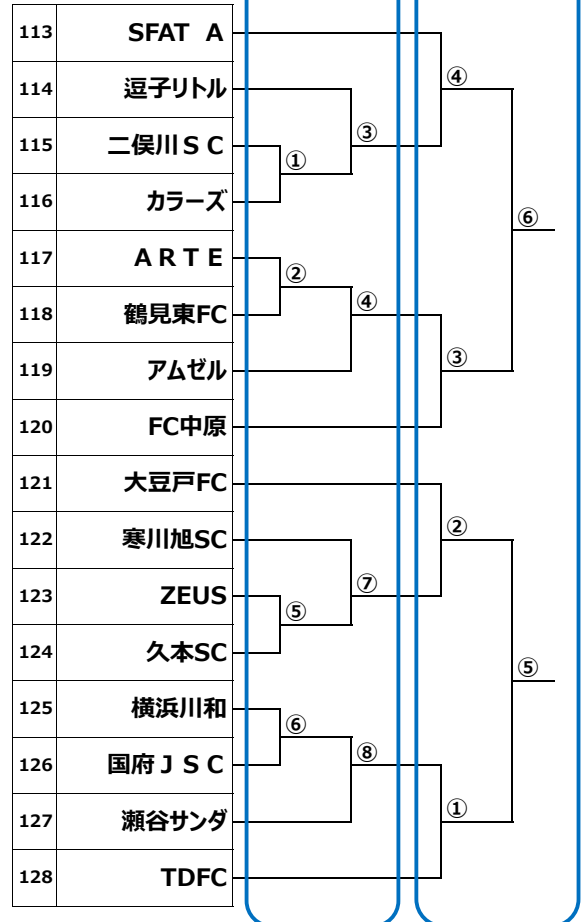 113 SFAT A
④
114 逗子リトル
③
115 二俣川ＳＣ
①
116 カラーズ
⑥
117 ＡＲＴＥ
②
118 鶴見東FC
④
③
119 アムゼル
120 FC中原
121 大豆戸FC
②
122 寒川旭SC
⑦
123 ZEUS
⑤
124 久本SC
⑤
125 横浜川和
⑥
126 国府ＪＳＣ
⑧
①
127 瀬谷サンダ
128 TDFC